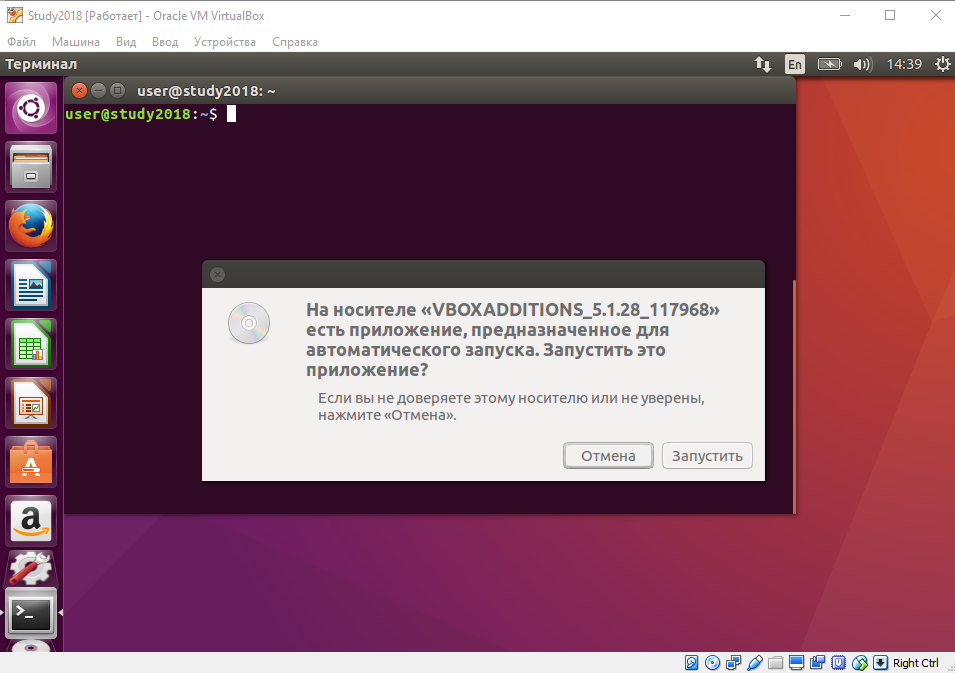 Study2018 [Работает] - Oracle VM VirtualBox
Файл Машина Вид Ввод Устройства Справка
Терминал En 14:39
user@study2018: ~
user@study2018:~$
На носителе «VBOXADDITIONS_5.1.28_117968»
есть приложение, предназначенное для
автоматического запуска. Запустить это
приложение?
Если вы не доверяете этому носителю или не уверены,
нажмите «Отмена».
Отмена Запустить
Right Ctrl